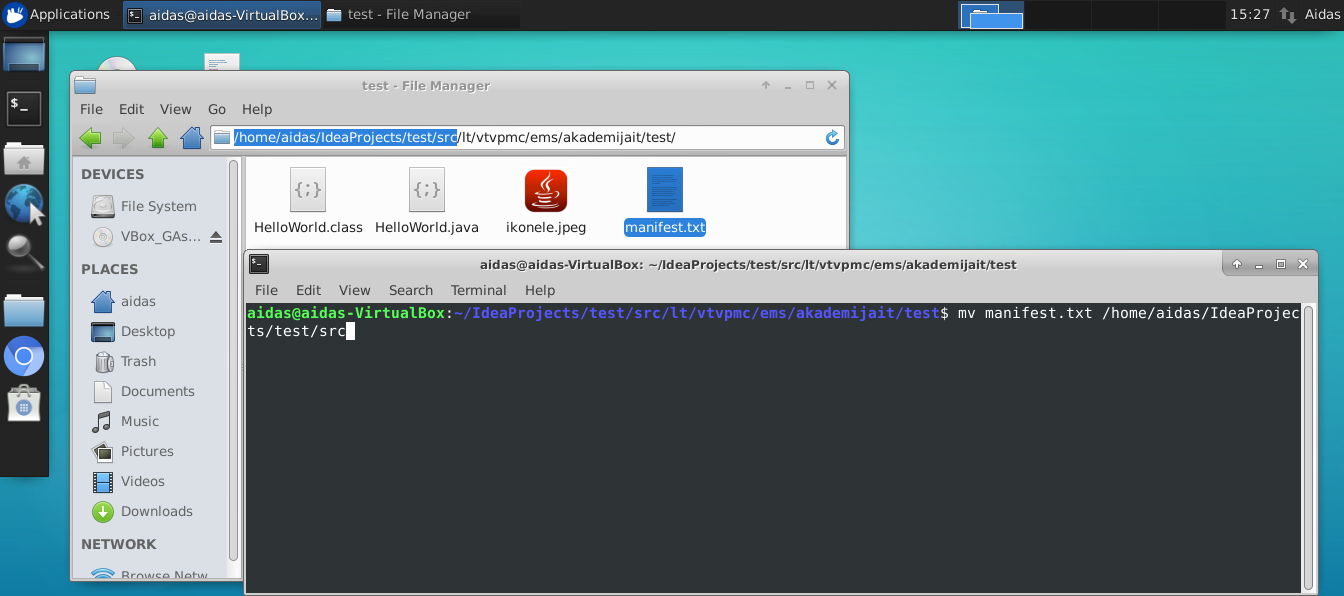 Applications
aidas@aidas-VirtualBox...
test - File Manager
15:27
Aidas
test - File Manager
File Edit View Go Help
/home/aidas/IdeaProjects/test/src/lt/vtvpmc/ems/akademijait/test/
DEVICES
File System
VBox_GAs...
PLACES
aidas
Desktop
Trash
Documents
Music
Pictures
Videos
Downloads
NETWORK
Browse Netw
{;}
{;}
HelloWorld.class HelloWorld.java ikonele.jpeg manifest.txt
$_
$_
aidas@aidas-VirtualBox: ~/IdeaProjects/test/src/lt/vtvpmc/ems/akademijait/test
File Edit View Search Terminal Help
aidas@aidas-VirtualBox:~/IdeaProjects/test/src/lt/vtvpmc/ems/akademijait/test$ mv manifest.txt /home/aidas/IdeaProjec
ts/test/src